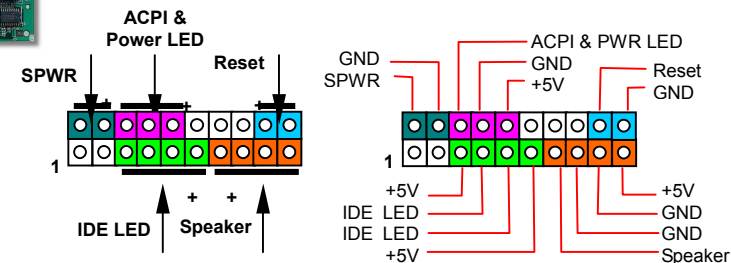 ACPI &
Power LED
SPWR
Reset
+ + +
1
+ +
IDE LED
Speaker
GND
SPWR
ACPI & PWR LED
GND
+5V
Reset
GND
1
+5V
IDE LED
IDE LED
+5V
+5V
GND
GND
Speaker